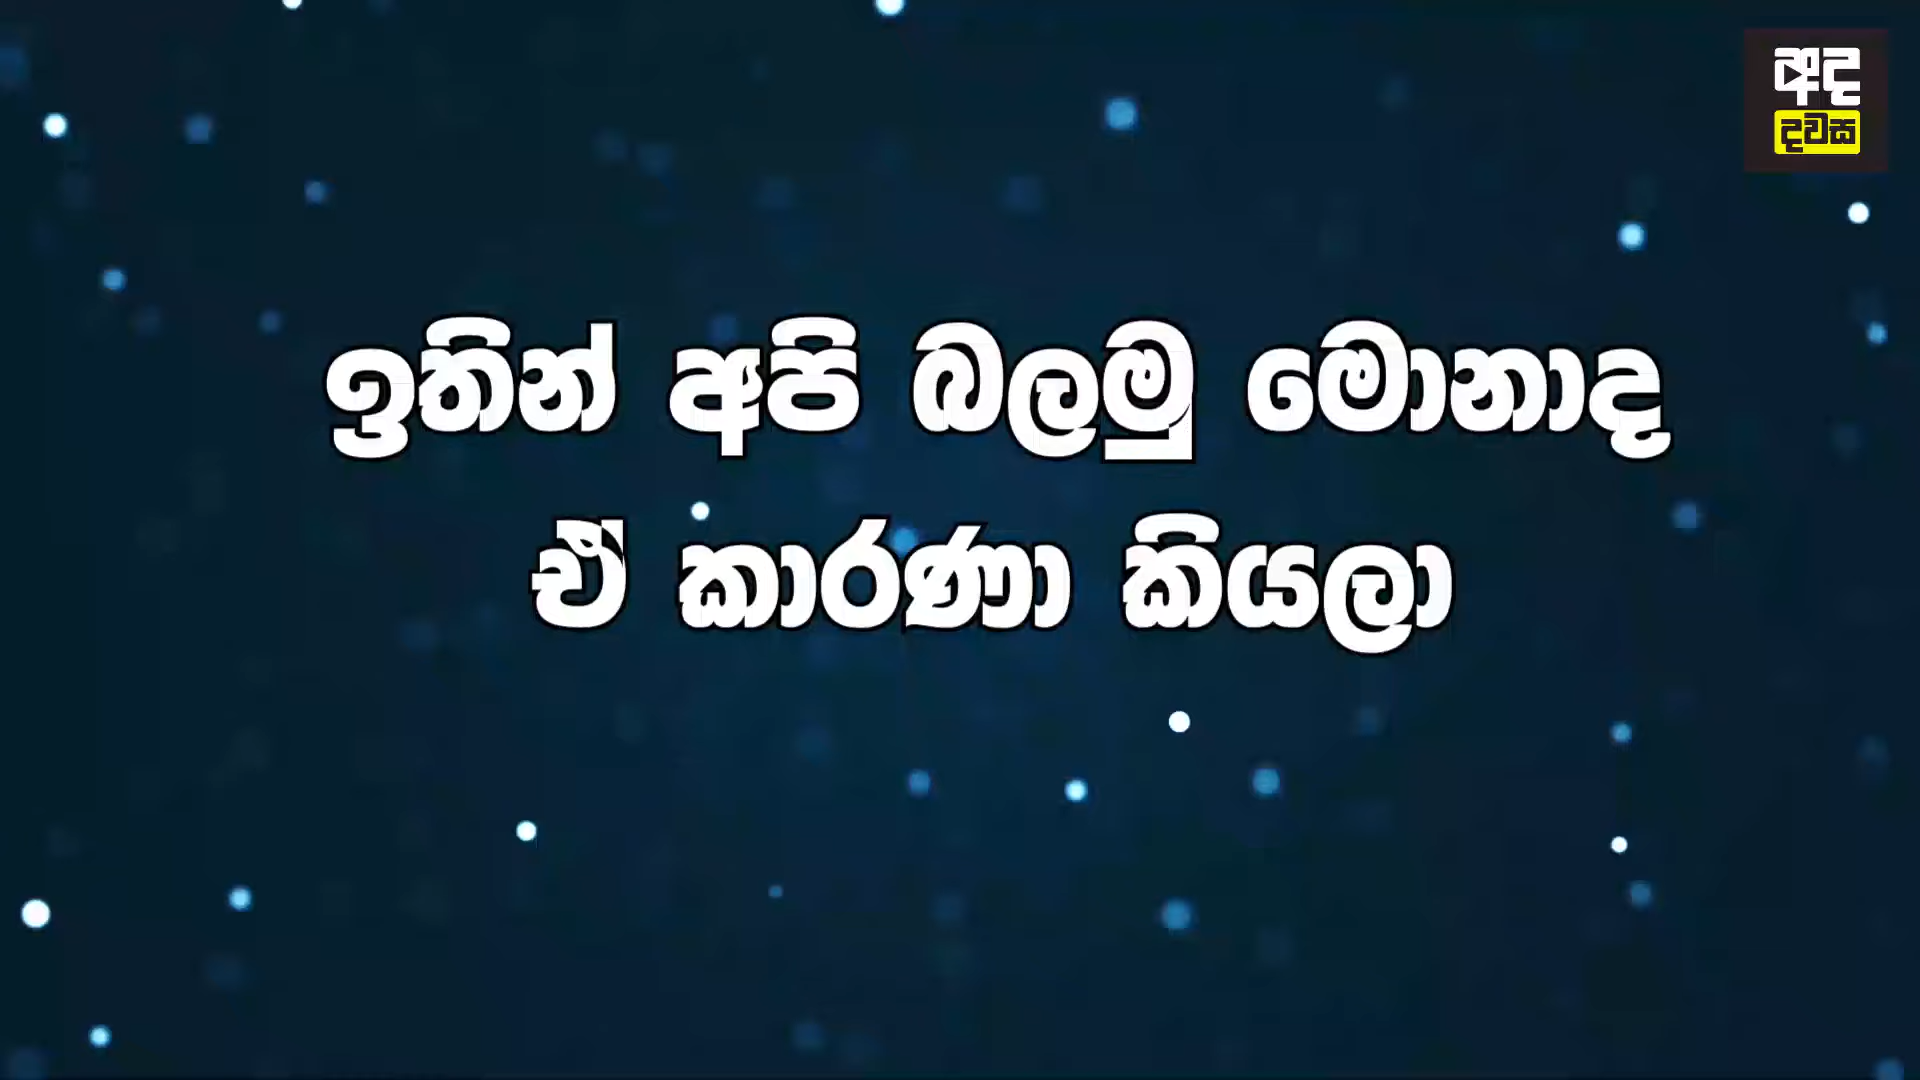 අද
දවස
ඉතින් අපි බලමු මොනාද
ඒ කාරණා කියලා